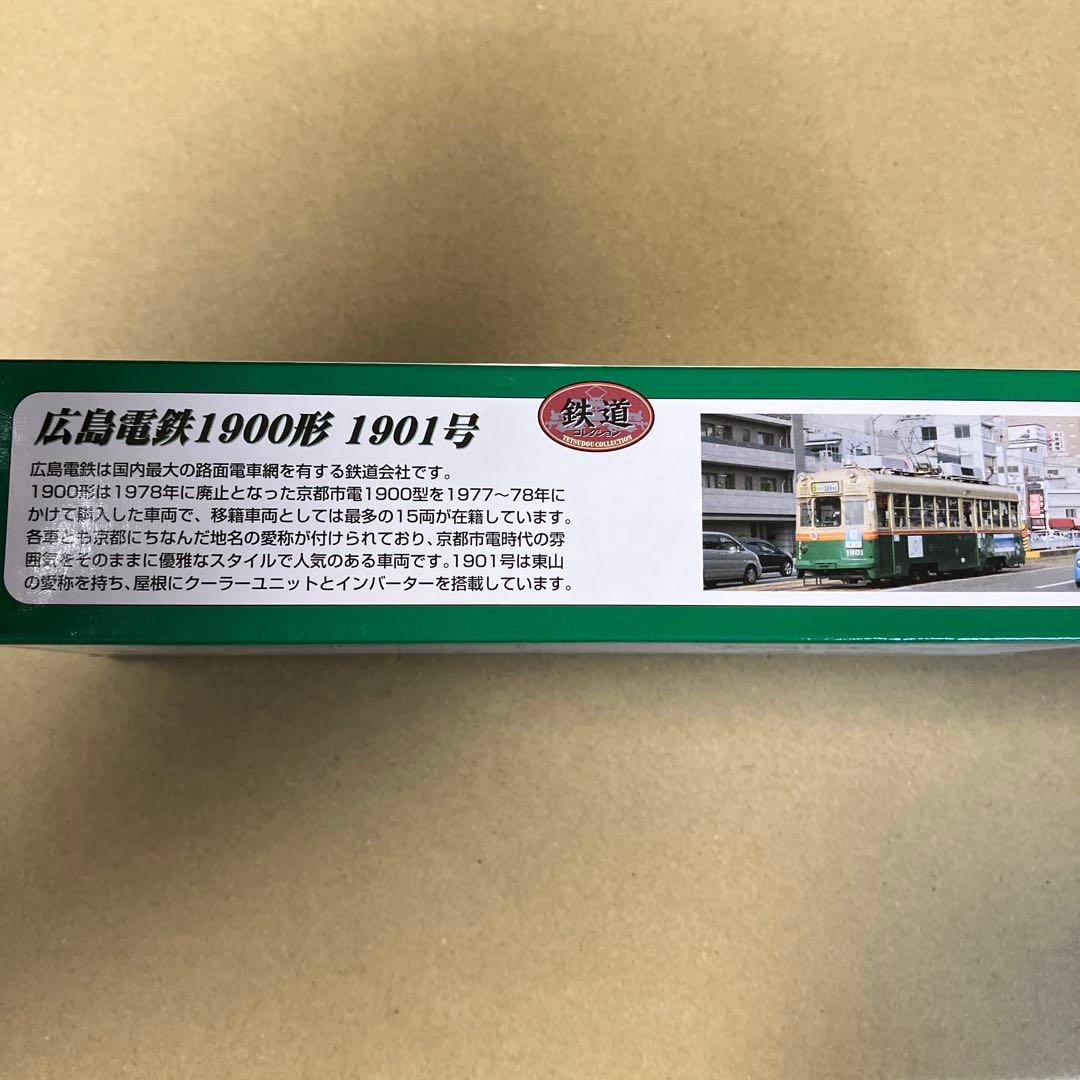 広島電鉄1900形 1901号
鉄道
コレクション
TETSUDOU COLLECTION
広島電鉄は国内最大の路面電車網を有する鉄道会社です。
1900形は1978年に廃止となった京都市電1900型を1977～78年に
かけて購入した車両で、移籍車両としては最多の15両が在籍しています。
各車とも京都にちなんだ地名の愛称が付けられており、京都市電時代の雰
囲気をそのままに優雅なスタイルで人気のある車両です。1901号は東山
の愛称を持ち、屋根にクーラーユニットとインバーターを搭載しています。
1901